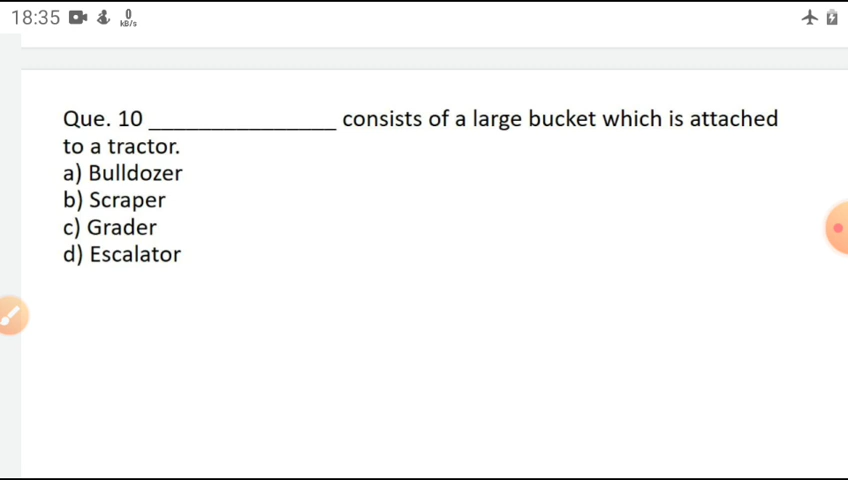 18:35 0 kB/s
Que. 10 ________________ consists of a large bucket which is attached
to a tractor.
a) Bulldozer
b) Scraper
c) Grader
d) Escalator